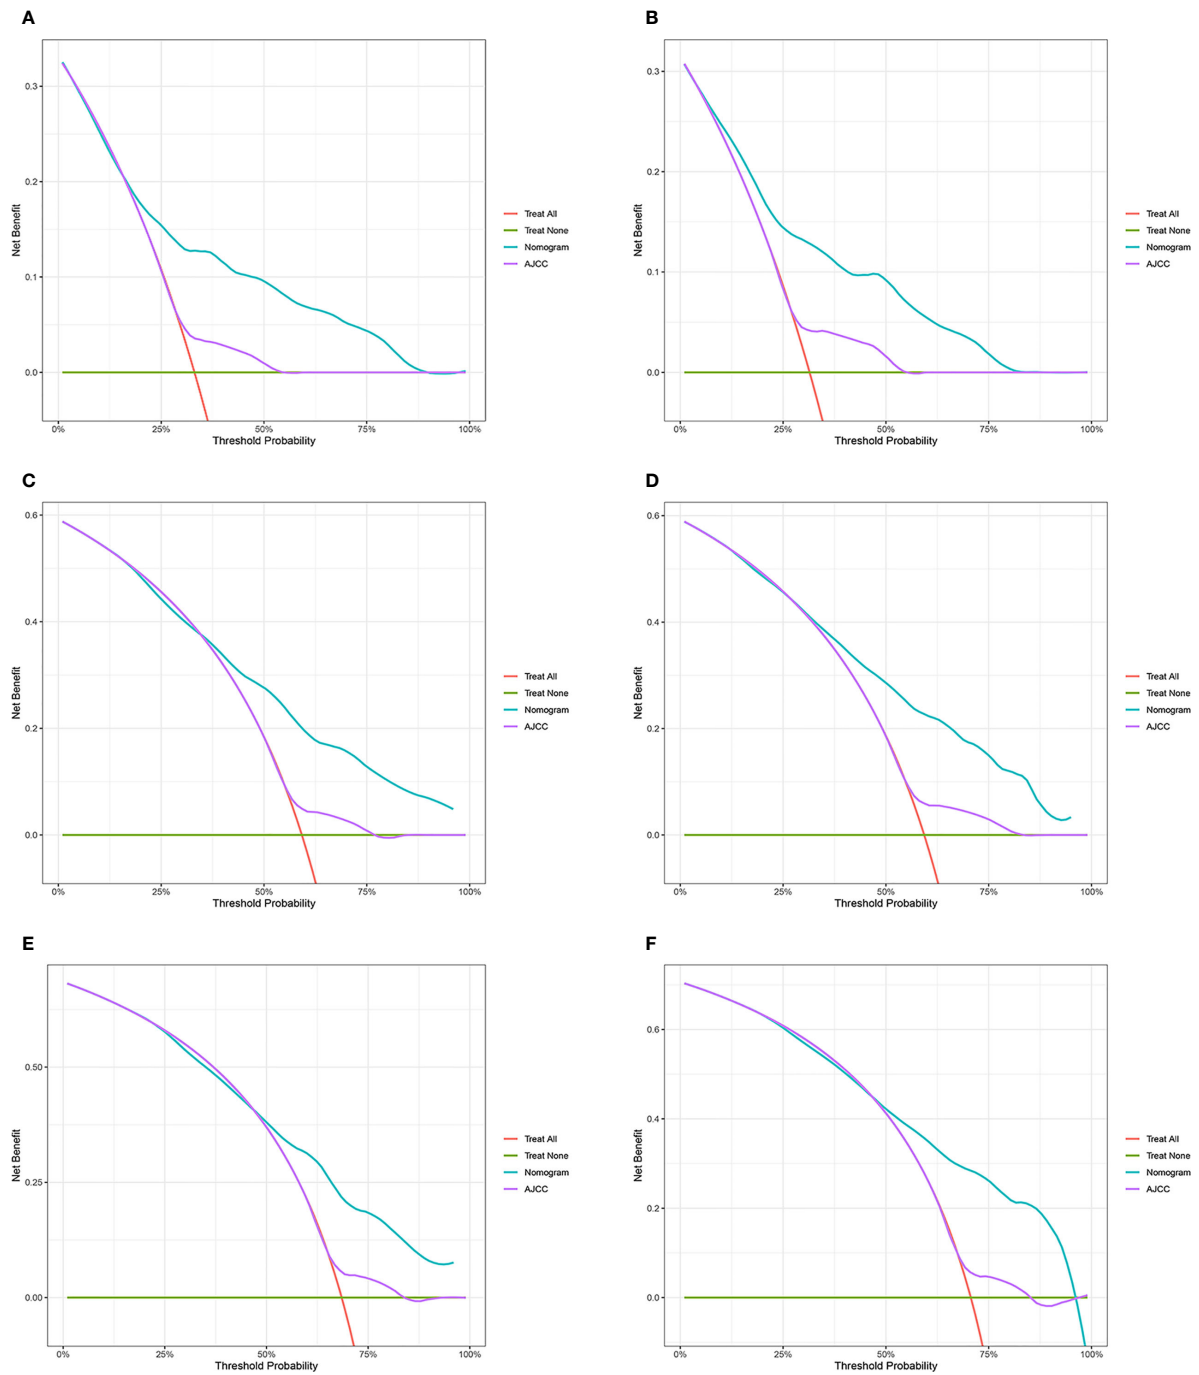 A
0.3
0.2
0.1
0.0
Net Benefit
0%
25%
50%
75%
100%
Threshold Probability
Treat All
Treat None
Nomogram
AJCC
B
0.3
0.2
0.1
0.0
Net Benefit
0%
25%
50%
75%
100%
Threshold Probability
Treat All
Treat None
Nomogram
AJCC
C
0.6
0.4
0.2
0.0
Net Benefit
0%
25%
50%
75%
100%
Threshold Probability
Treat All
Treat None
Nomogram
AJCC
D
0.6
0.4
0.2
0.0
Net Benefit
0%
25%
50%
75%
100%
Threshold Probability
Treat All
Treat None
Nomogram
AJCC
E
0.50
0.25
0.00
Net Benefit
0%
25%
50%
75%
100%
Threshold Probability
Treat All
Treat None
Nomogram
AJCC
F
0.6
0.4
0.2
0.0
Net Benefit
0%
25%
50%
75%
100%
Threshold Probability
Treat All
Treat None
Nomogram
AJCC